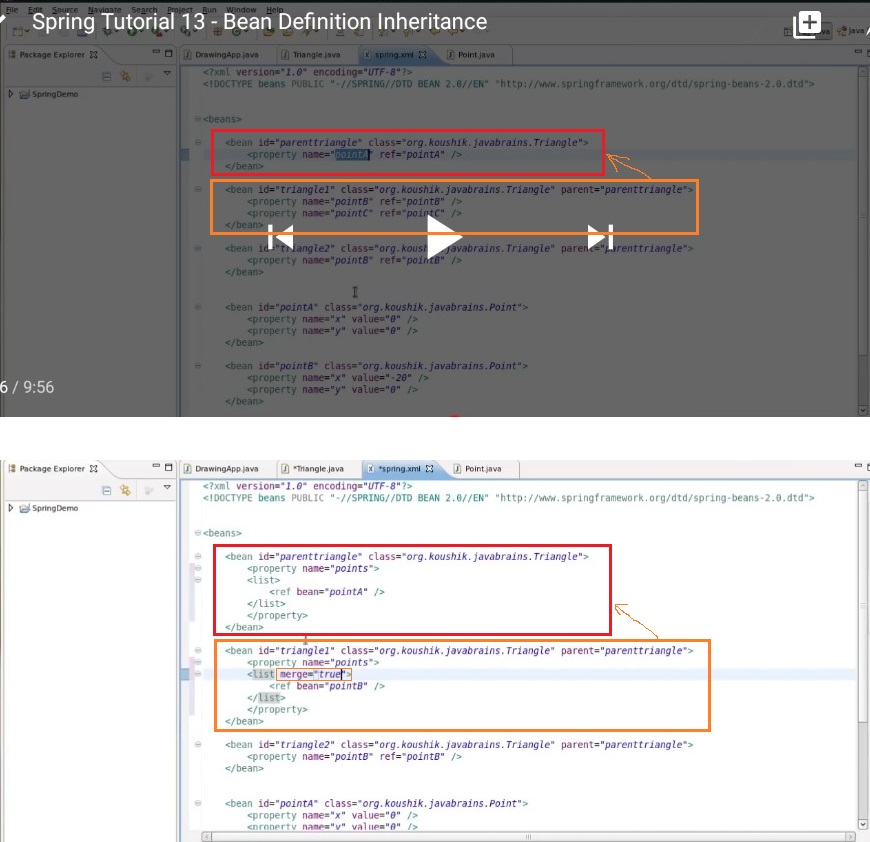 File Edit Source Navigate Search Project Run Window Help
Spring Tutorial 13 - Bean Definition Inheritance
Java
Package Explorer
DrawingApp.java
Triangle.java
spring.xml
Point.java
SpringDemo
<?xml version="1.0" encoding="UTF-8"?>
<!DOCTYPE beans PUBLIC "-//SPRING//DTD BEAN 2.0//EN" "http://www.springframework.org/dtd/spring-beans-2.0.dtd">
<beans>
<bean id="parenttriangle" class="org.koushik.javabrains.Triangle">
<property name="pointA" ref="pointA" />
</bean>
<bean id="triangle1" class="org.koushik.javabrains.Triangle" parent="parenttriangle">
<property name="pointB" ref="pointB" />
<property name="pointC" ref="pointC" />
</bean>
<bean id="triangle2" class="org.koushik.javabrains.Triangle" parent="parenttriangle">
<property name="pointB" ref="pointB" />
</bean>
<bean id="pointA" class="org.koushik.javabrains.Point">
<property name="x" value="0" />
<property name="y" value="0" />
</bean>
<bean id="pointB" class="org.koushik.javabrains.Point">
<property name="x" value="-20" />
<property name="y" value="0" />
</bean>
6 / 9:56
Package Explorer
DrawingApp.java
*Triangle.java
*spring.xml
Point.java
SpringDemo
<?xml version="1.0" encoding="UTF-8"?>
<!DOCTYPE beans PUBLIC "-//SPRING//DTD BEAN 2.0//EN" "http://www.springframework.org/dtd/spring-beans-2.0.dtd">
<beans>
<bean id="parenttriangle" class="org.koushik.javabrains.Triangle">
<property name="points">
<list>
<ref bean="pointA" />
</list>
</property>
</bean>
<bean id="triangle1" class="org.koushik.javabrains.Triangle" parent="parenttriangle">
<property name="points">
<list merge="true">
<ref bean="pointB" />
</list>
</property>
</bean>
<bean id="triangle2" class="org.koushik.javabrains.Triangle" parent="parenttriangle">
<property name="pointB" ref="pointB" />
</bean>
<bean id="pointA" class="org.koushik.javabrains.Point">
<property name="x" value="0" />
<property name="y" value="0" />